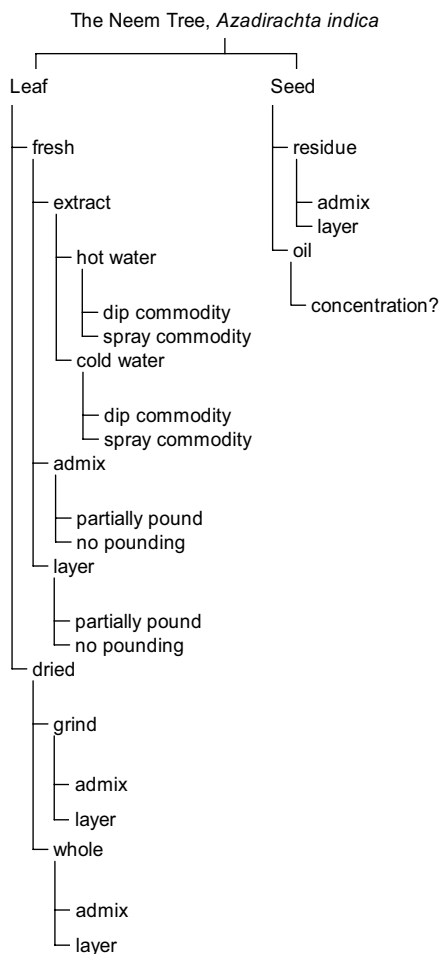 The Neem Tree, Azadirachta indica
Leaf
fresh
extract
hot water
dip commodity
spray commodity
cold water
dip commodity
spray commodity
admix
partially pound
no pounding
layer
partially pound
no pounding
dried
grind
admix
layer
whole
admix
layer
Seed
residue
admix
layer
oil
concentration?